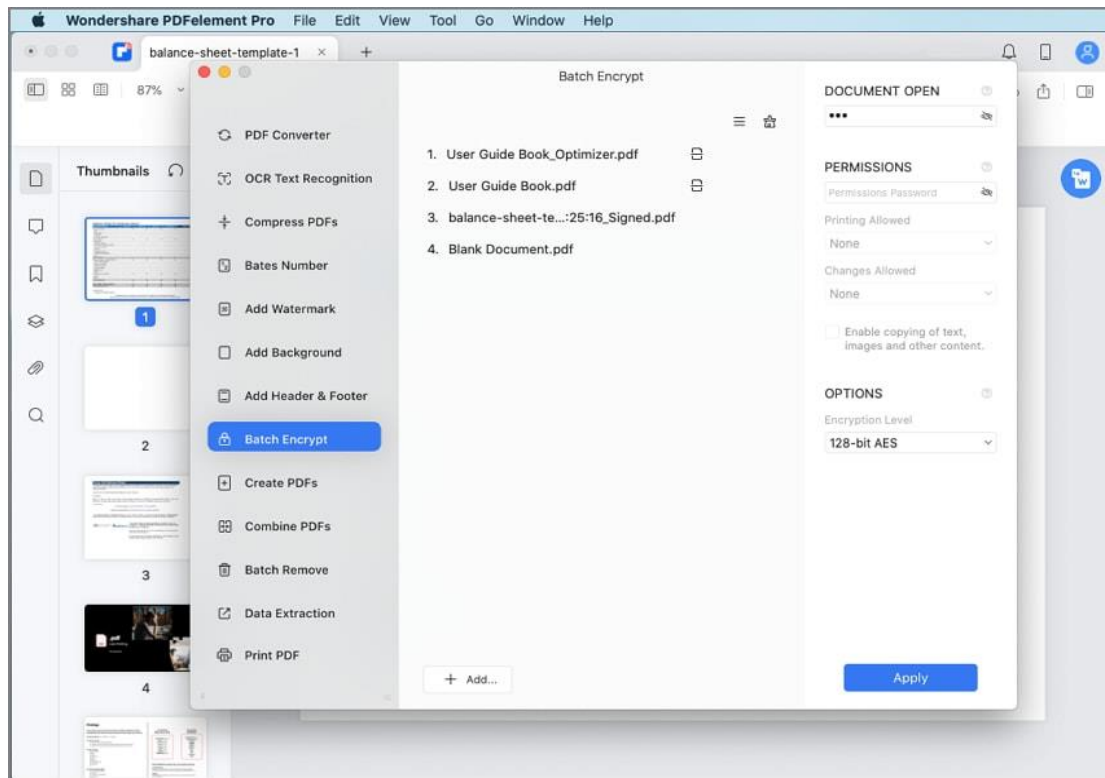 Wondershare PDFelement Pro File Edit View Tool Go Window Help
balance-sheet-template-1
87%
Thumbnails
1
2
3
4
Batch Encrypt
PDF Converter
OCR Text Recognition
Compress PDFs
Bates Number
Add Watermark
Add Background
Add Header & Footer
Batch Encrypt
Create PDFs
Combine PDFs
Batch Remove
Data Extraction
Print PDF
1. User Guide Book_Optimizer.pdf
2. User Guide Book.pdf
3. balance-sheet-te...:25:16_Signed.pdf
4. Blank Document.pdf
+ Add...
DOCUMENT OPEN
•••
PERMISSIONS
Permissions Password
Printing Allowed
None
Changes Allowed
None
Enable copying of text,
images and other content.
OPTIONS
Encryption Level
128-bit AES
Apply